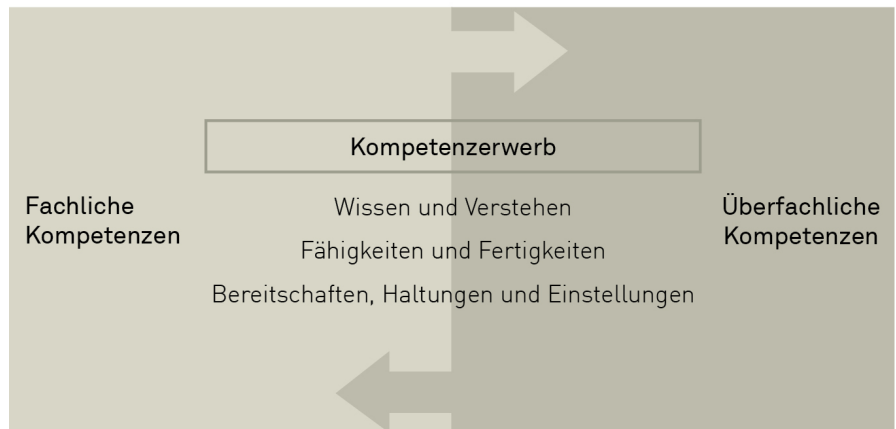 Kompetenzerwerb
Fachliche
Kompetenzen
Wissen und Verstehen
Fähigkeiten und Fertigkeiten
Bereitschaften, Haltungen und Einstellungen
Überfachliche
Kompetenzen